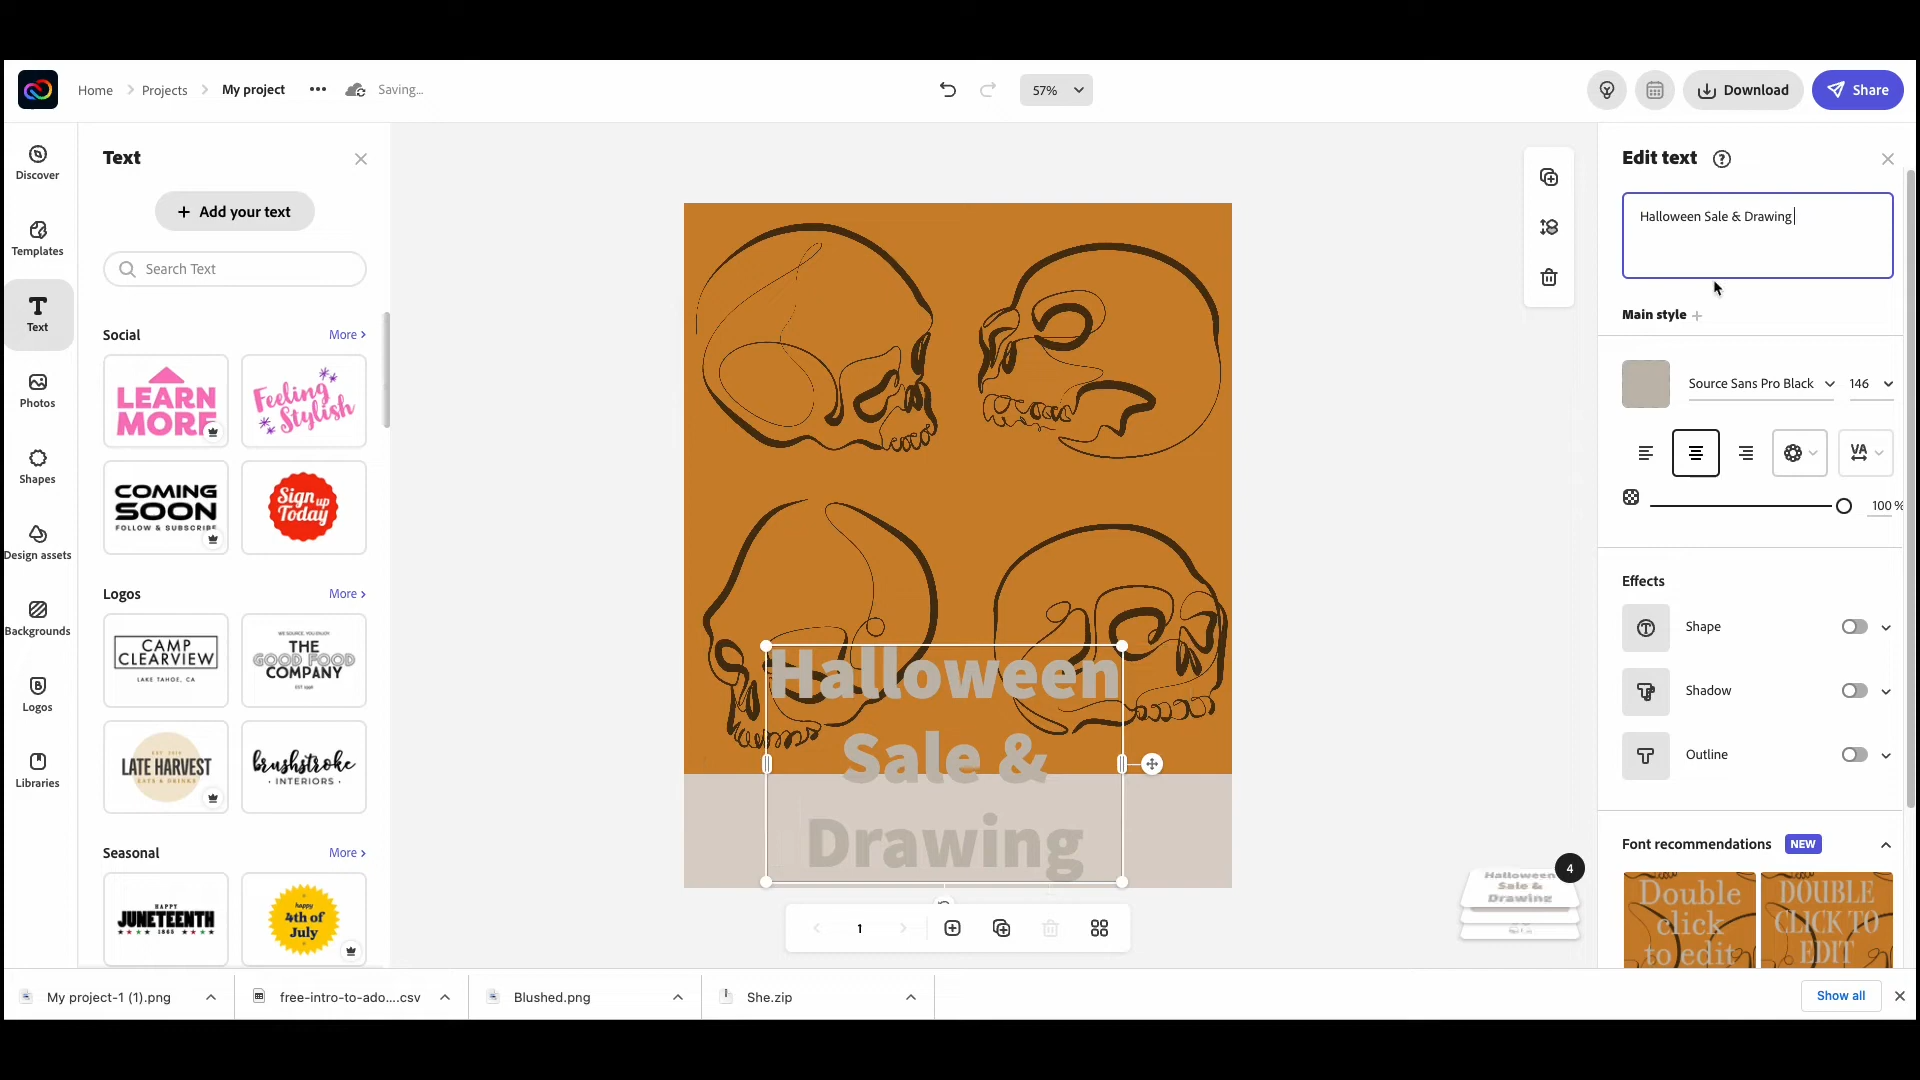 Home
Projects
My project
Saving...
57%
Download
Share
Discover
Templates
Text
Photos
Shapes
Design assets
Backgrounds
Logos
Libraries
Text
Add your text
Search Text
Social
More
LEARN
MORE
Feeling
Stylish
COMING
SOON
FOLLOW & SUBSCRIBE
Sign up
Today
Logos
More
CAMP
CLEARVIEW
LAKE TAHOE, CA
WE SOURCE, YOU ENJOY
THE
GOOD FOOD
COMPANY
LATE HARVEST
EATS & DRINKS
brushstroke
INTERIORS
Seasonal
More
HAPPY
JUNETEENTH
1865
happy
4th of
July
Halloween
Sale &
Drawing
1
4
Halloween
Sale &
Drawing
Edit text
Halloween Sale & Drawing
Main style
Source Sans Pro Black
146
VA
100 %
Effects
Shape
Shadow
Outline
Font recommendations
NEW
Double
click
to edit
DOUBLE
CLICK TO
EDIT
My project-1 (1).png
free-intro-to-ado....csv
Blushed.png
She.zip
Show all